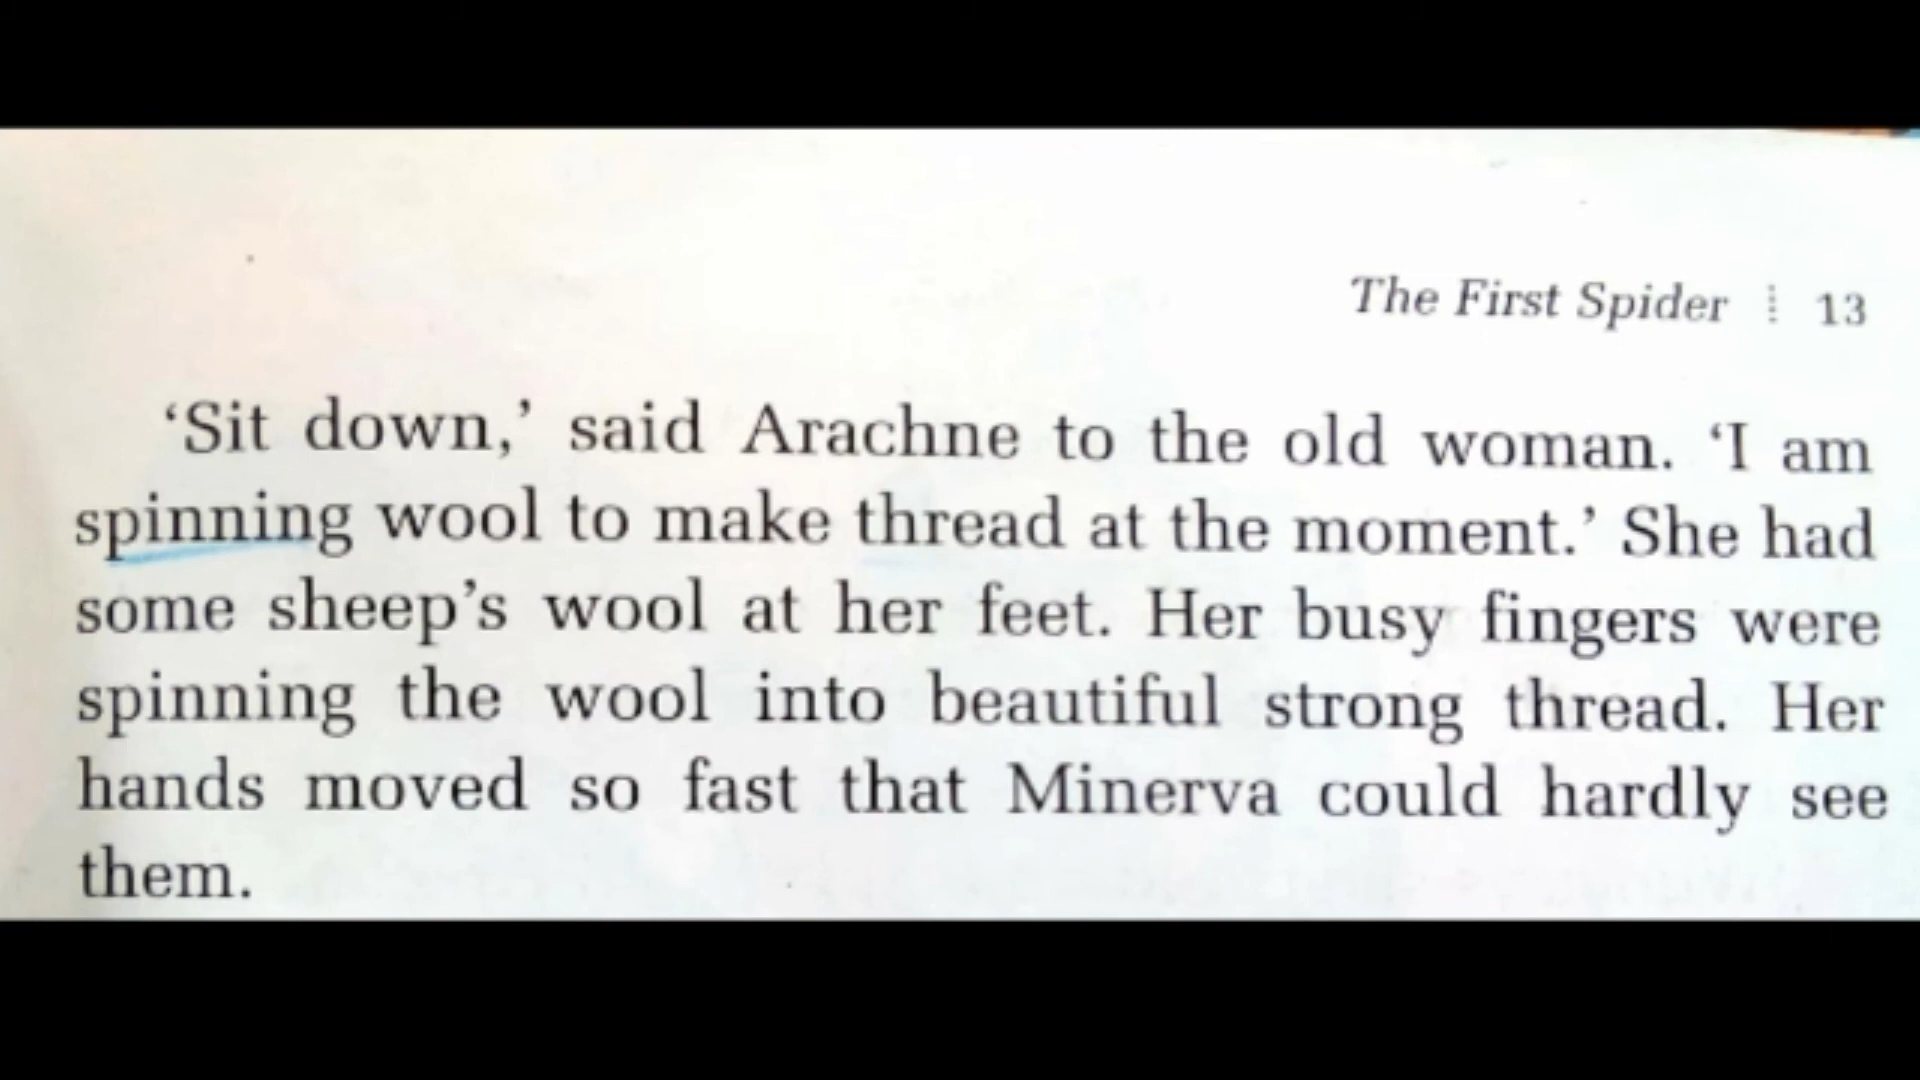 The First Spider ⁞ 13
‘Sit down,’ said Arachne to the old woman. ‘I am
spinning wool to make thread at the moment.’ She had
some sheep’s wool at her feet. Her busy fingers were
spinning the wool into beautiful strong thread. Her
hands moved so fast that Minerva could hardly see
them.